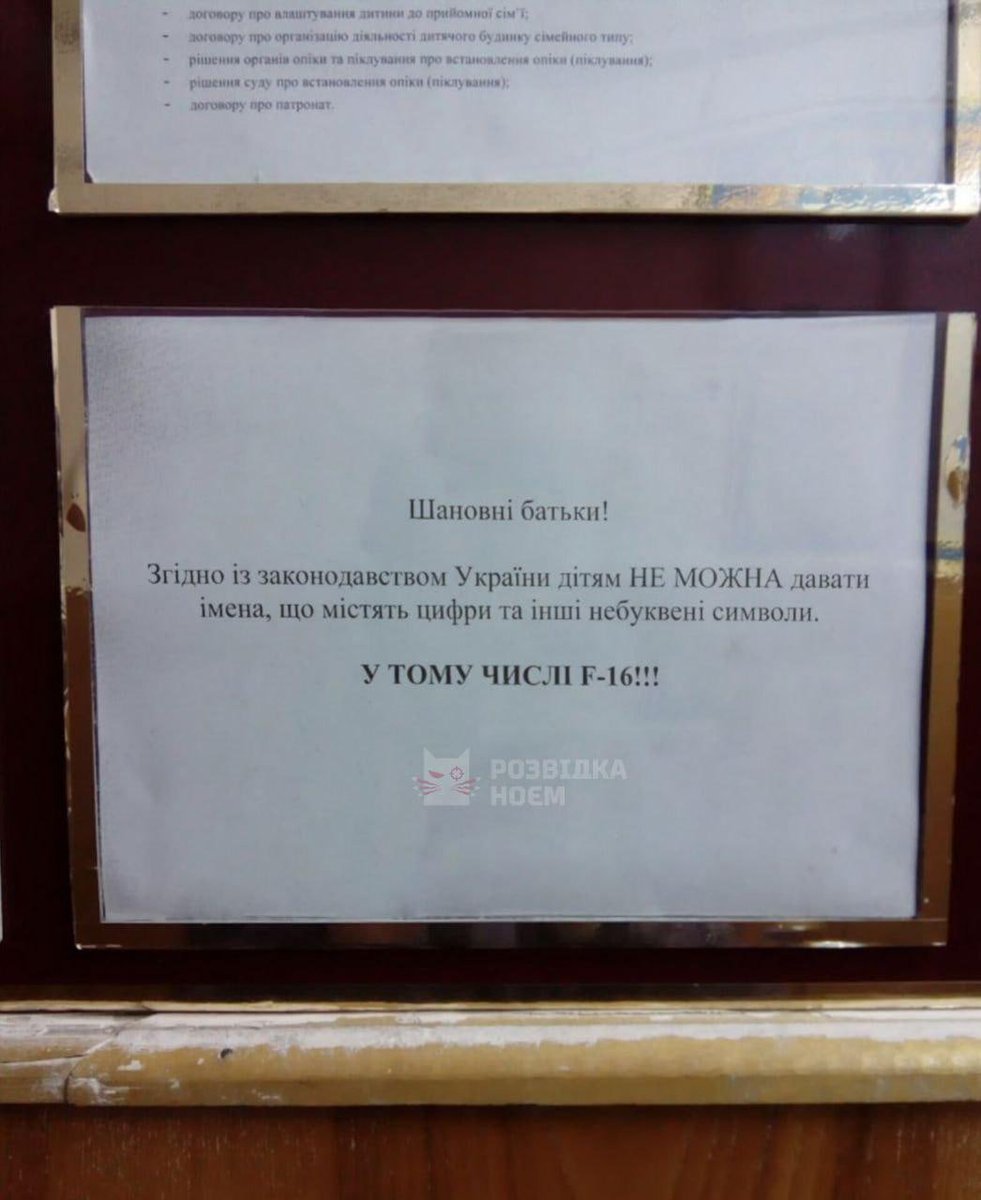 - договору про влаштування дитини до прийомної сім'ї;
- договору про організацію діяльності дитячого будинку сімейного типу;
- рішення органів опіки та піклування про встановлення опіки (піклування);
- рішення суду про встановлення опіки (піклування);
- договору про патронат.
Шановні батьки!
Згідно із законодавством України дітям НЕ МОЖНА давати
імена, що містять цифри та інші небуквені символи.
У ТОМУ ЧИСЛІ F-16!!!
РОЗВІДКА
НОЄМ